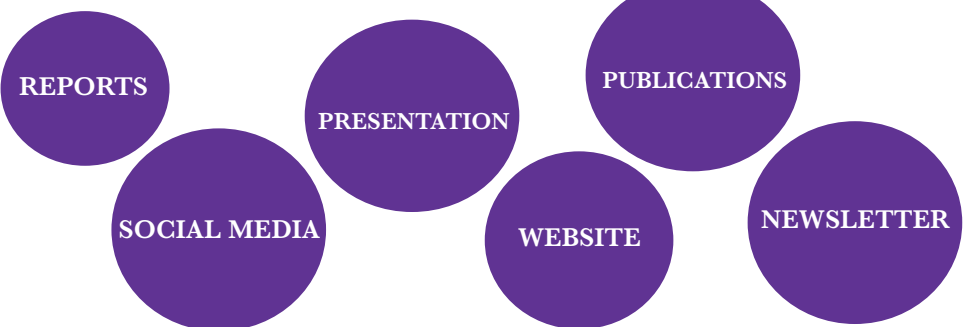 REPORTS
SOCIAL MEDIA
PRESENTATION
WEBSITE
PUBLICATIONS
NEWSLETTER